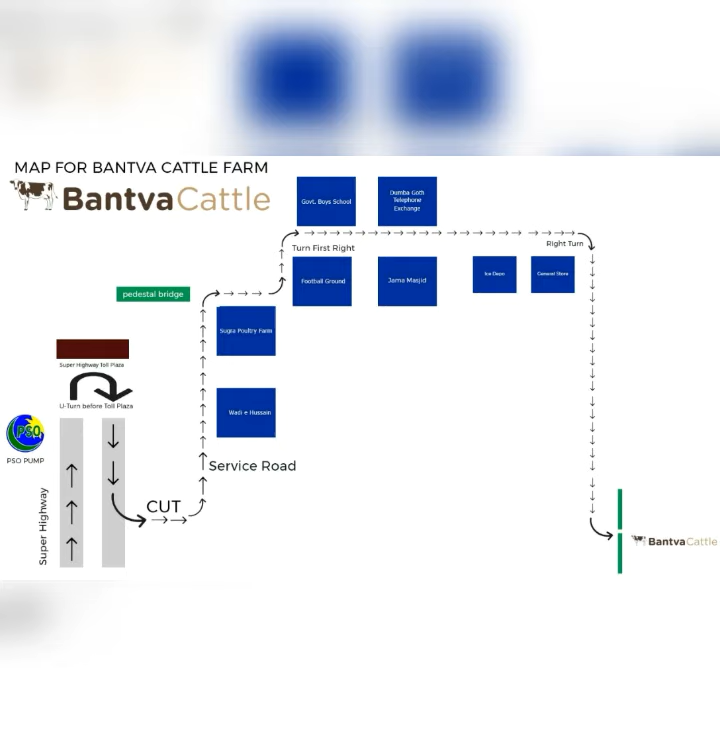 MAP FOR BANTVA CATTLE FARM
BantvaCattle
Govt. Boys School
Dumba Goth
Telephone
Exchange
Turn First Right
Right Turn
Football Ground
Jama Masjid
Ice Depo
General Store
pedestal bridge
Sugra Poultry Farm
Super Highway Toll Plaza
U-Turn before Toll Plaza
Wadi e Hussain
PSO
PSO PUMP
Service Road
CUT
Super Highway
BantvaCattle